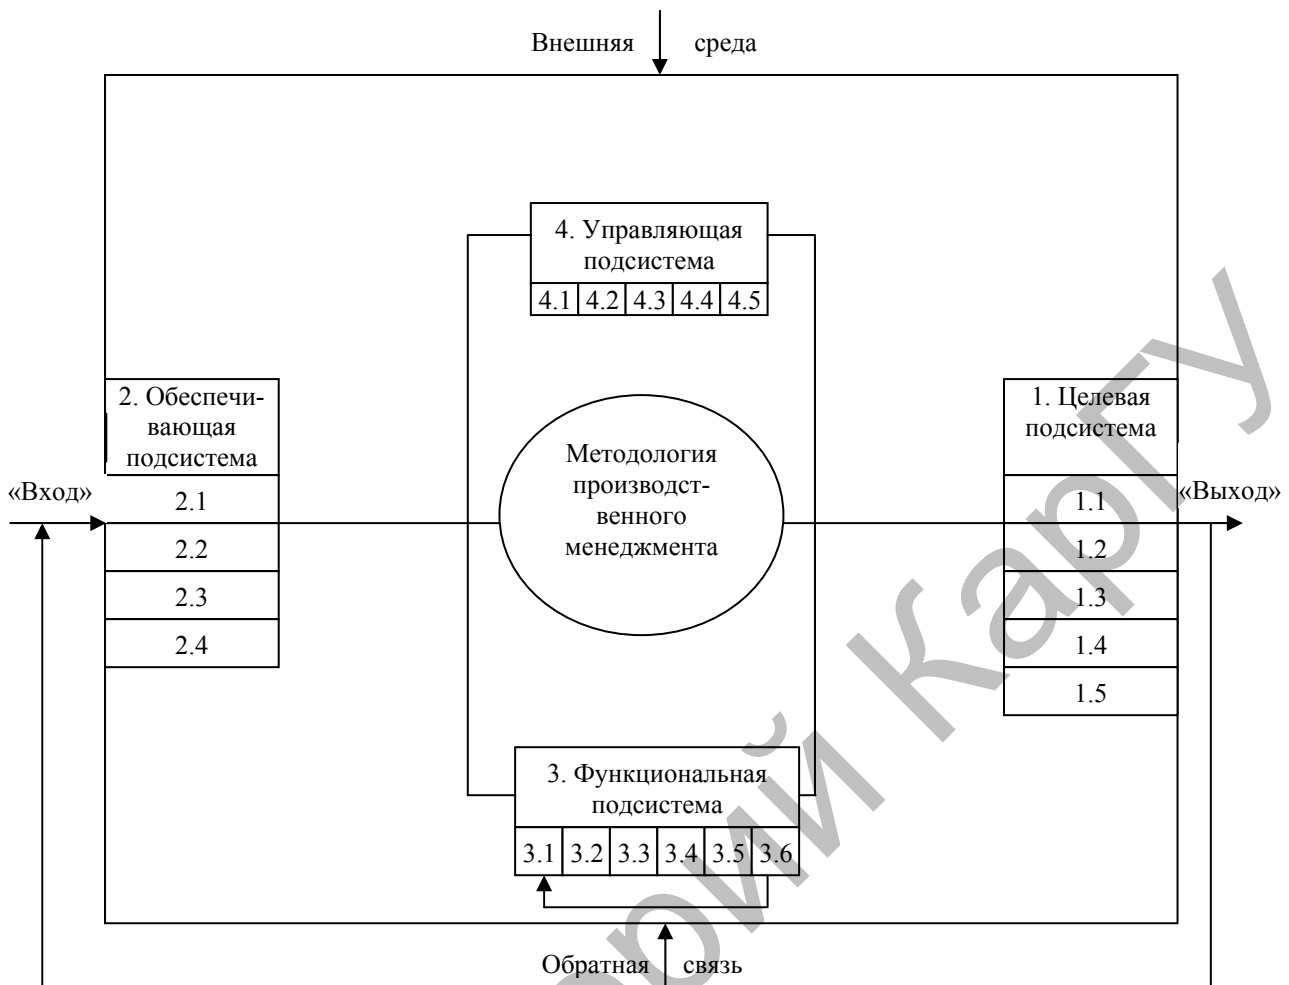 Внешняя среда
4. Управляющая
подсистема
4.1 4.2 4.3 4.4 4.5
2. Обеспечи-
вающая
подсистема
2.1
2.2
2.3
2.4
«Вход»
Методология
производст-
венного
менеджмента
1. Целевая
подсистема
1.1
1.2
1.3
1.4
1.5
«Выход»
3. Функциональная
подсистема
3.1 3.2 3.3 3.4 3.5 3.6
Обратная связь
орий КарГУ